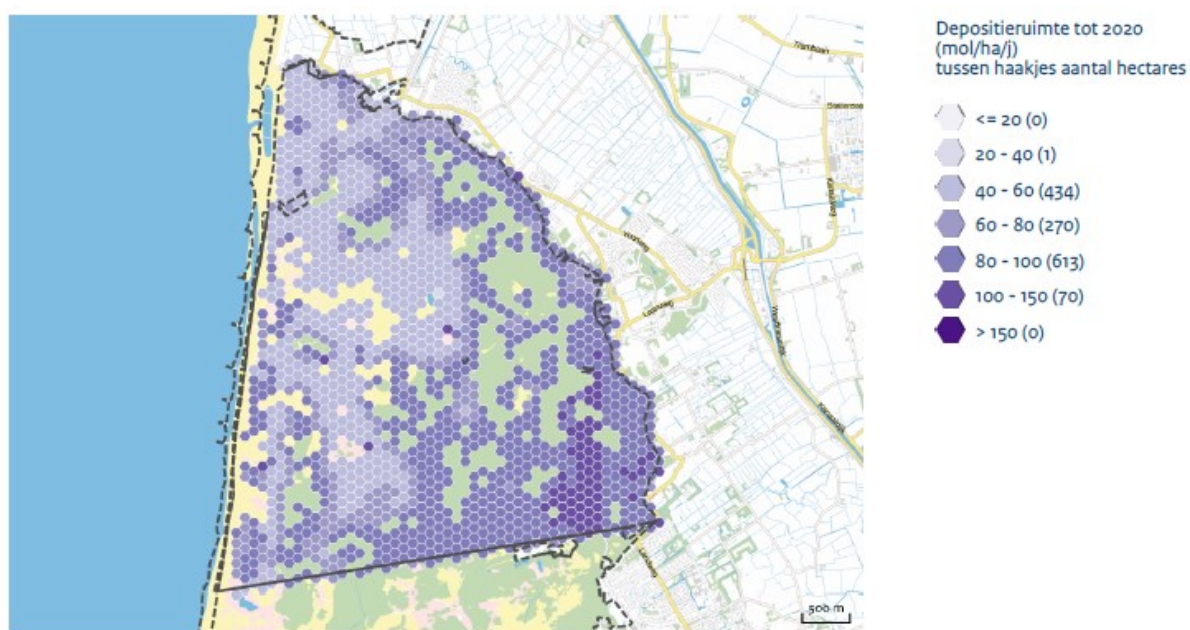 Depositieruimte tot 2020
(mol/ha/j)
tussen haakjes aantal hectares
<= 20 (0)
20 - 40 (1)
40 - 60 (434)
60 - 80 (270)
80 - 100 (613)
100 - 150 (70)
> 150 (0)
500 m